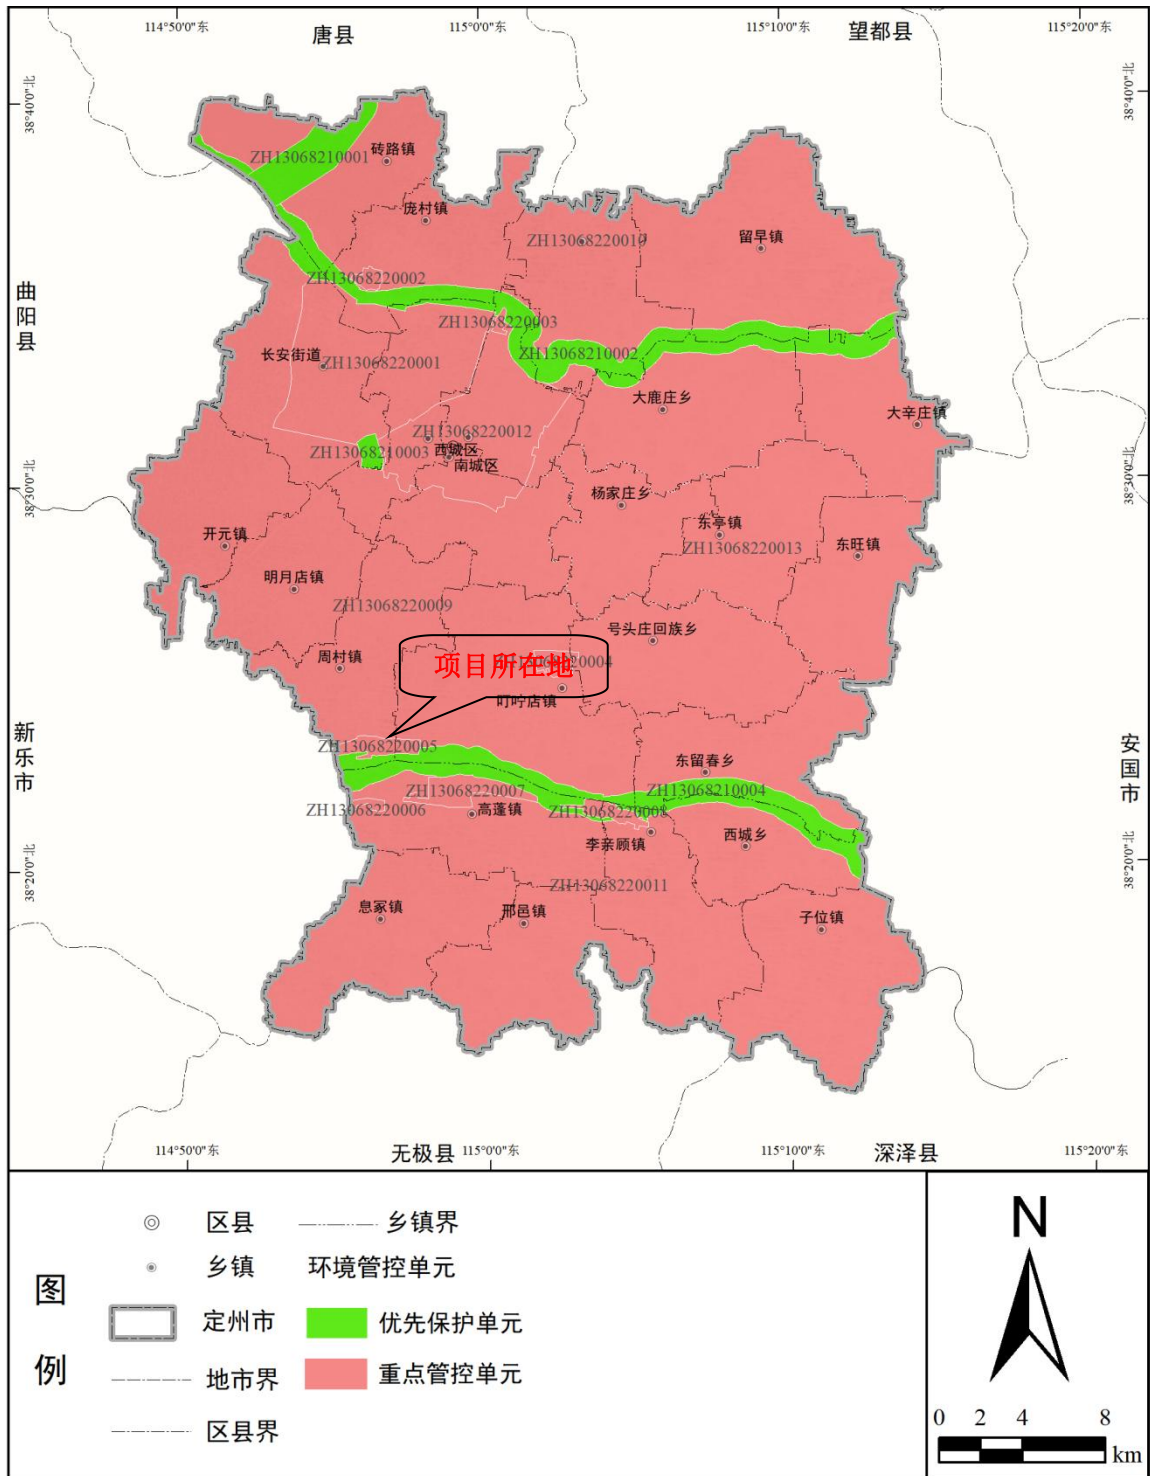 114°50'0"东
115°0'0"东
115°10'0"东
115°20'0"东
唐县
望都县
38°40'0"北
38°40'0"北
ZH13068210001
砖路镇
庞村镇
ZH13068220010
留早镇
ZH13068220002
曲阳县
ZH13068220003
长安街道
ZH13068220001
ZH13068210002
大鹿庄乡
大辛庄镇
ZH13068220012
ZH13068210003
西城区
南城区
38°30'0"北
38°30'0"北
杨家庄乡
东亭镇
开元镇
ZH13068220013
东旺镇
明月店镇
ZH13068220009
号头庄回族乡
周村镇
项目所在地
叮咛店镇
新乐市
ZH13068220005
安国市
东留春乡
ZH13068220007
ZH13068210004
ZH13068220006
高蓬镇
ZH13068220008
李亲顾镇
西城乡
38°20'0"北
38°20'0"北
ZH13068220011
息冢镇
邢邑镇
子位镇
114°50'0"东
无极县
115°0'0"东
115°10'0"东
深泽县
115°20'0"东
图例
区县
乡镇界
乡镇
环境管控单元
定州市
优先保护单元
地市界
重点管控单元
区县界
N
0 2 4 8
km